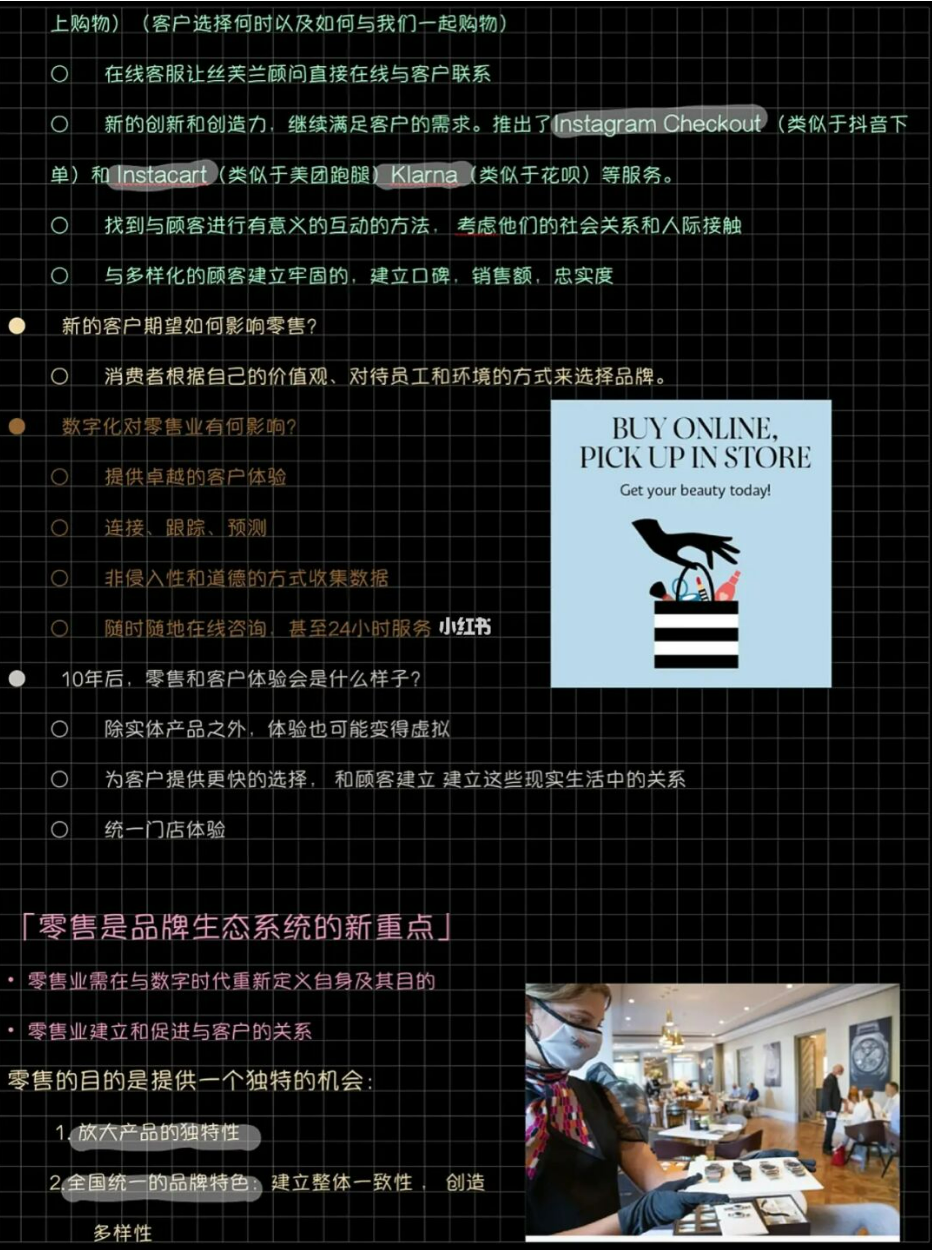 上购物）（客户选择何时以及如何与我们一起购物）
○ 在线客服让丝芙兰顾问直接在线与客户联系
○ 新的创新和创造力，继续满足客户的需求。推出了Instagram Checkout（类似于抖音下
单）和 Instacart（类似于美团跑腿）Klarna（类似于花呗）等服务。
○ 找到与顾客进行有意义的互动的方法， 考虑他们的社会关系和人际接触
○ 与多样化的顾客建立牢固的，建立口碑，销售额，忠实度
● 新的客户期望如何影响零售？
○ 消费者根据自己的价值观、对待员工和环境的方式来选择品牌。
● 数字化对零售业有何影响？
○ 提供卓越的客户体验
○ 连接、跟踪、预测
○ 非侵入性和道德的方式收集数据
○ 随时随地在线咨询，甚至24小时服务
小红书
BUY ONLINE,
PICK UP IN STORE
Get your beauty today!
● 10年后，零售和客户体验会是什么样子？
○ 除实体产品之外，体验也可能变得虚拟
○ 为客户提供更快的选择， 和顾客建立 建立这些现实生活中的关系
○ 统一门店体验
「零售是品牌生态系统的新重点」
• 零售业需在与数字时代重新定义自身及其目的
• 零售业建立和促进与客户的关系
零售的目的是提供一个独特的机会：
1. 放大产品的独特性
2.全国统一的品牌特色：建立整体一致性 ， 创造
多样性